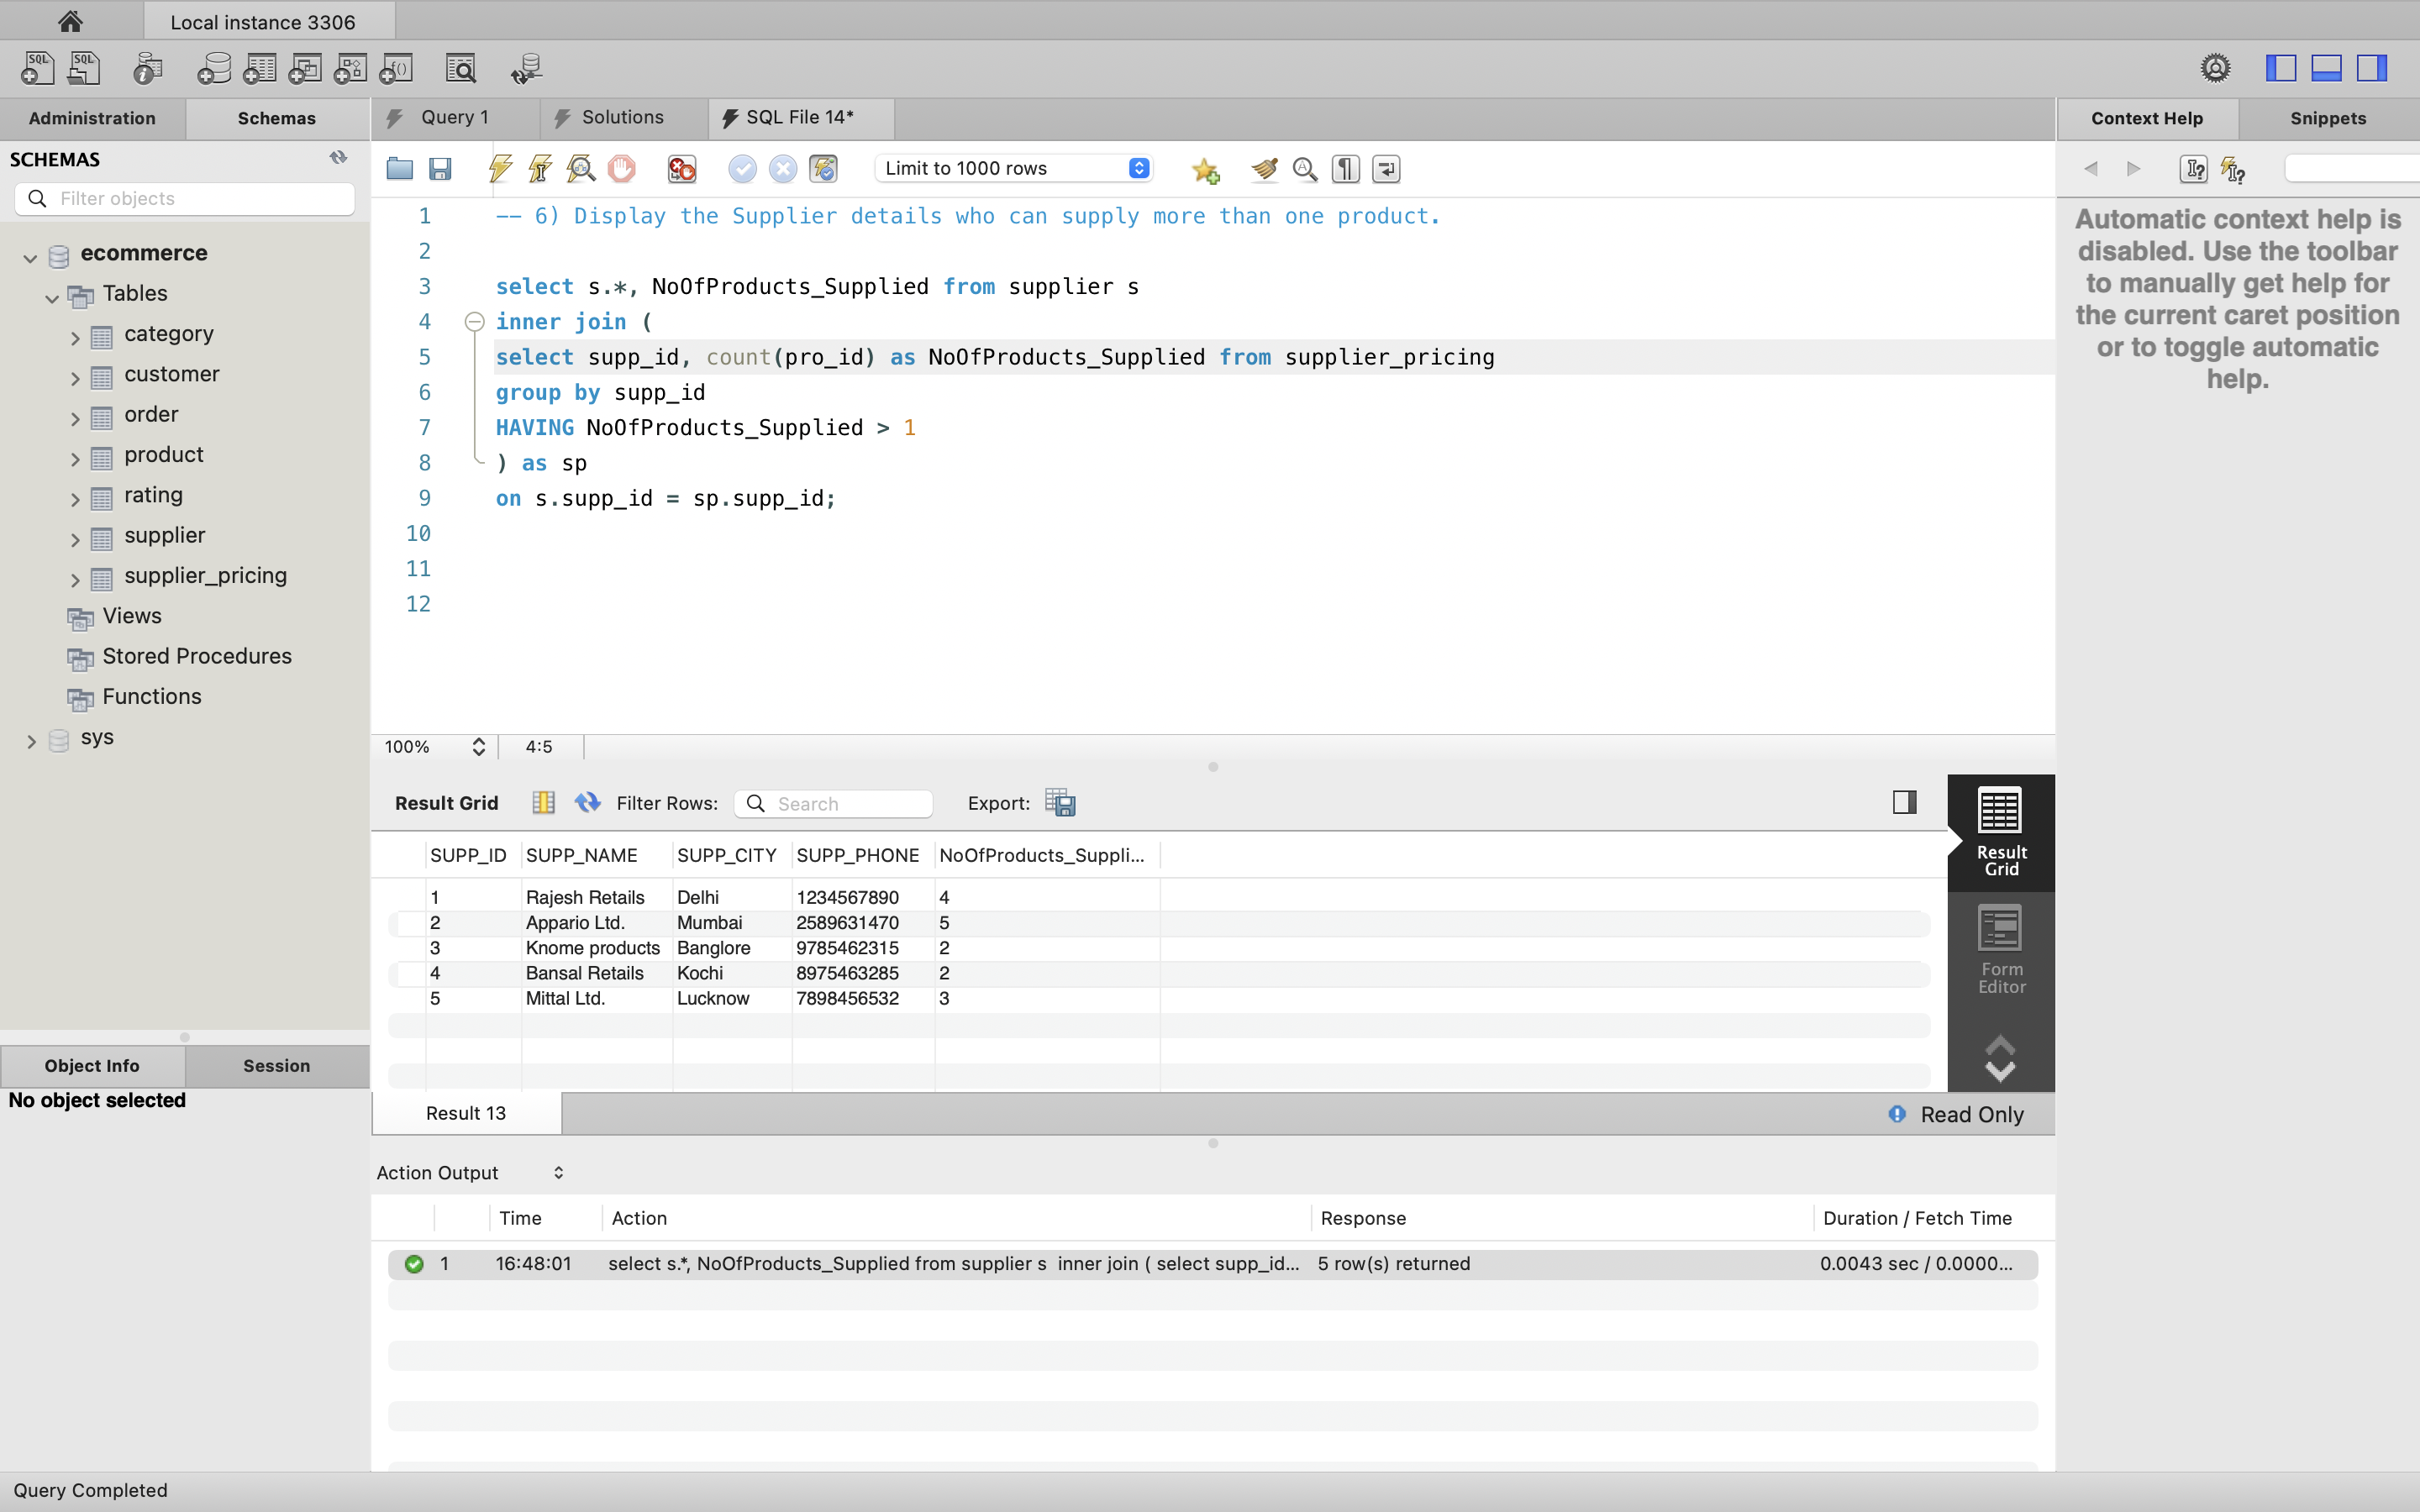 Local instance 3306
SQL SQL
Administration Schemas
Query 1 Solutions SQL File 14*
Context Help Snippets
SCHEMAS
Filter objects
ecommerce
Tables
category
customer
order
product
rating
supplier
supplier_pricing
Views
Stored Procedures
Functions
sys
Object Info Session
No object selected
Limit to 1000 rows
1 -- 6) Display the Supplier details who can supply more than one product.
2
3 select s.*, NoOfProducts_Supplied from supplier s
4 inner join (
5 select supp_id, count(pro_id) as NoOfProducts_Supplied from supplier_pricing
6 group by supp_id
7 HAVING NoOfProducts_Supplied > 1
8 ) as sp
9 on s.supp_id = sp.supp_id;
10
11
12
100% 4:5
Result Grid Filter Rows: Search Export:
SUPP_ID SUPP_NAME SUPP_CITY SUPP_PHONE NoOfProducts_Suppli...
1 Rajesh Retails Delhi 1234567890 4
2 Appario Ltd. Mumbai 2589631470 5
3 Knome products Banglore 9785462315 2
4 Bansal Retails Kochi 8975463285 2
5 Mittal Ltd. Lucknow 7898456532 3
Result
Grid
Form
Editor
Result 13 Read Only
Action Output
Time Action Response Duration / Fetch Time
1 16:48:01 select s.*, NoOfProducts_Supplied from supplier s inner join ( select supp_id... 5 row(s) returned 0.0043 sec / 0.0000...
Automatic context help is
disabled. Use the toolbar
to manually get help for
the current caret position
or to toggle automatic
help.
Query Completed